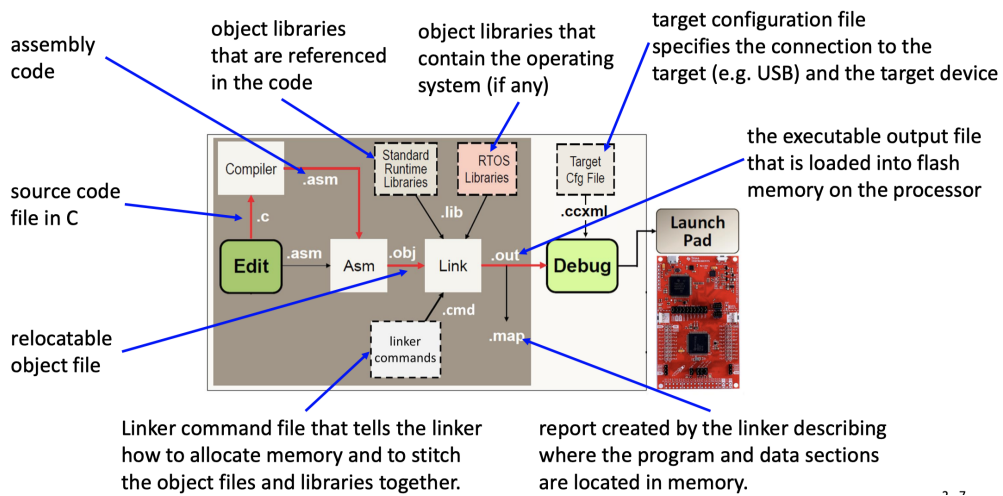 assembly
code
object libraries
that are referenced
in the code
object libraries that
contain the operating
system (if any)
target configuration file
specifies the connection to the
target (e.g. USB) and the target device
the executable output file
that is loaded into flash
memory on the processor
source code
file in C
Compiler
.asm
Standard
Runtime
Libraries
RTOS
Libraries
Target
Cfg File
.c
.lib
.ccxml
Launch
Pad
Edit
.asm
Asm
.obj
Link
.out
Debug
.cmd
.map
linker
commands
relocatable
object file
Linker command file that tells the linker
how to allocate memory and to stitch
the object files and libraries together.
report created by the linker describing
where the program and data sections
are located in memory.